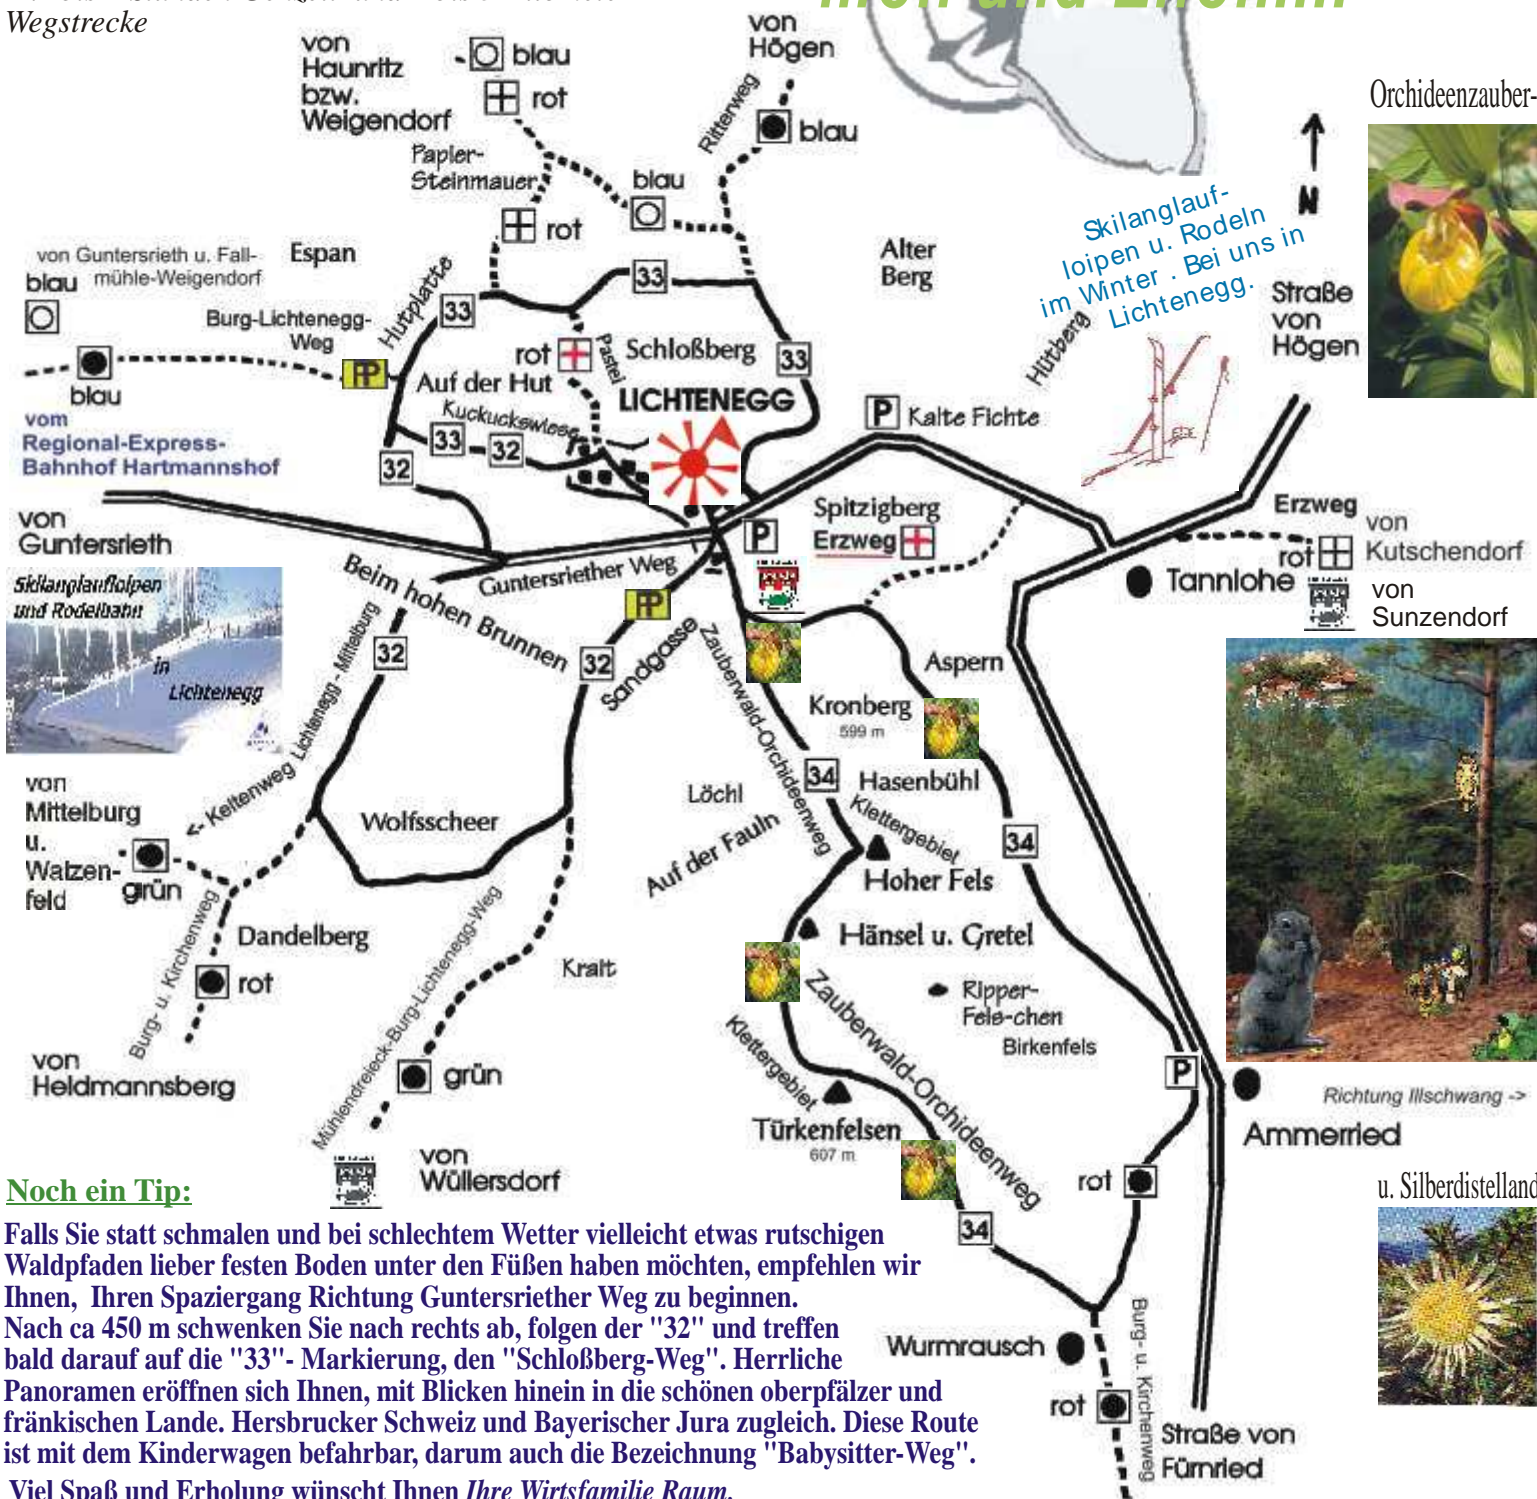 Wegstrecke
von
Haunritz
bzw.
Weigendorf
blau
rot
Papier-
Steinmauer
rot
blau
von
Högen
Ritterweg
blau
Orchideenzauber-
N
Skilanglauf-
loipen u. Rodeln
im Winter . Bei uns in
Lichtenegg.
Straße
von
Högen
Alter
Berg
Hütberg
von Guntersrieth u. Fall-
mühle-Weigendorf
blau
Espan
Burg-Lichtenegg-
Weg
Hutplatte
33
33
33
blau
vom
Regional-Express-
Bahnhof Hartmannshof
rot
Pastei
Schloßberg
Auf der Hut
LICHTENEGG
Kuckuckswiese
33
32
32
P
Kalte Fichte
von
Guntersrieth
Spitzigberg
Erzweg
P
Erzweg
von
Kutschendorf
rot
von
Sunzendorf
Tannlohe
Guntersriether Weg
Beim hohen Brunnen
Skilanglaufloipen
und Rodelbahn
in
Lichtenegg
Keltenweg Lichtenegg - Mittelburg
32
32
Sandgasse
Aspern
Kronberg
599 m
Zauberwald-Orchideenweg
34
Hasenbühl
Klettergebiet
34
Löchl
Auf der Fauln
Hoher Fels
von
Mittelburg
u.
Watzen-
feld
grün
<- 
Wolfsscheer
Dandelberg
rot
Burg- u. Kirchenweg
Hänsel u. Gretel
Ripper-
Fels-chen
Birkenfels
Zauberwald-Orchideenweg
Klettergebiet
von
Heldmannsberg
Mühlendreieck-Burg-Lichtenegg-Weg
grün
von
Wüllersdorf
Türkenfelsen
607 m
P
Ammerried
Richtung Illschwang ->
rot
34
u. Silberdistelland
Wurmrausch
rot
Burg- u. Kirchenweg
Straße von
Fürnried
Noch ein Tip:
Falls Sie statt schmalen und bei schlechtem Wetter vielleicht etwas rutschigen
Waldpfaden lieber festen Boden unter den Füßen haben möchten, empfehlen wir
Ihnen, Ihren Spaziergang Richtung Guntersriether Weg zu beginnen.
Nach ca 450 m schwenken Sie nach rechts ab, folgen der "32" und treffen
bald darauf auf die "33"- Markierung, den "Schloßberg-Weg". Herrliche
Panoramen eröffnen sich Ihnen, mit Blicken hinein in die schönen oberpfälzer und
fränkischen Lande. Hersbrucker Schweiz und Bayerischer Jura zugleich. Diese Route
ist mit dem Kinderwagen befahrbar, darum auch die Bezeichnung "Babysitter-Weg".
Viel Spaß und Erholung wünscht Ihnen Ihre Wirtsfamilie Raum.